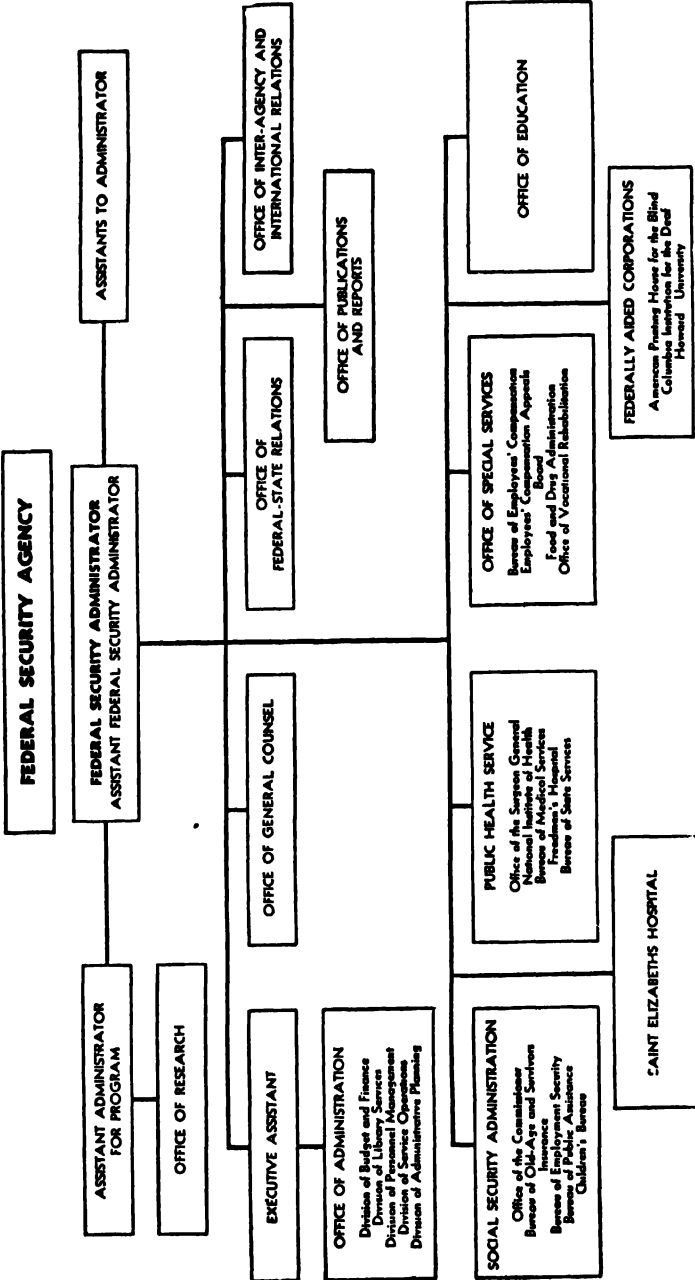 FEDERAL SECURITY AGENCY
FEDERAL SECURITY ADMINISTRATOR
ASSISTANT FEDERAL SECURITY ADMINISTRATOR
ASSISTANT ADMINISTRATOR
FOR PROGRAM
ASSISTANTS TO ADMINISTRATOR
OFFICE OF RESEARCH
EXECUTIVE ASSISTANT
OFFICE OF GENERAL COUNSEL
OFFICE OF
FEDERAL-STATE RELATIONS
OFFICE OF INTER-AGENCY AND
INTERNATIONAL RELATIONS
OFFICE OF ADMINISTRATION
Division of Budget and Finance
Division of Library Services
Division of Personnel Management
Division of Service Operations
Division of Administrative Planning
OFFICE OF PUBLICATIONS
AND REPORTS
SOCIAL SECURITY ADMINISTRATION
Office of the Commissioner
Bureau of Old-Age and Survivors
Insurance
Bureau of Employment Security
Bureau of Public Assistance
Children's Bureau
PUBLIC HEALTH SERVICE
Office of the Surgeon General
National Institute of Health
Bureau of Medical Services
Freedmen's Hospital
Bureau of State Services
OFFICE OF SPECIAL SERVICES
Bureau of Employees' Compensation
Employees' Compensation Appeals
Board
Food and Drug Administration
Office of Vocational Rehabilitation
OFFICE OF EDUCATION
SAINT ELIZABETHS HOSPITAL
FEDERALLY AIDED CORPORATIONS
American Printing House for the Blind
Columbia Institution for the Deaf
Howard University